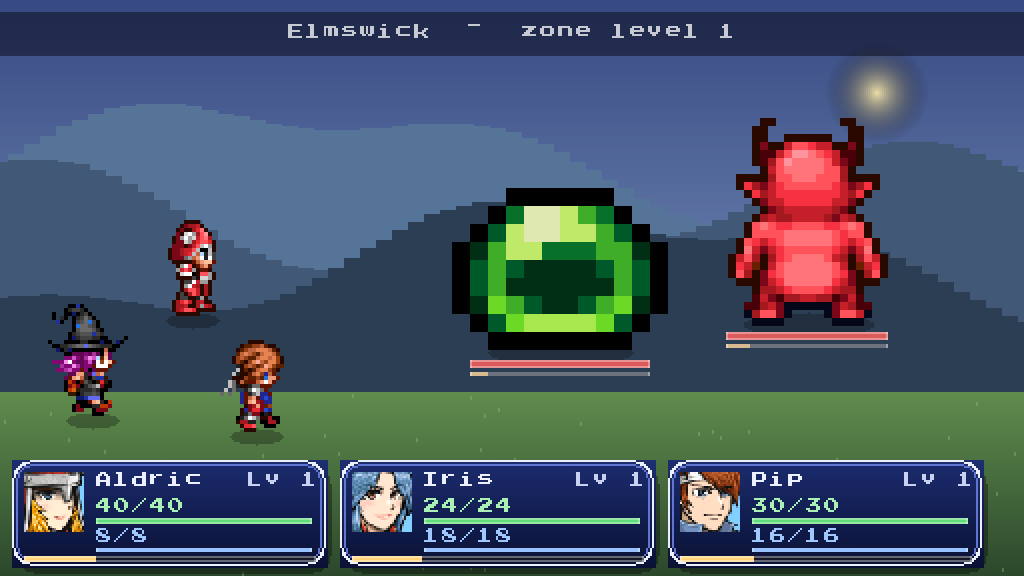 Elmswick - zone level 1
Aldric Lv 1
40/40
8/8
Iris Lv 1
24/24
18/18
Pip Lv 1
30/30
16/16